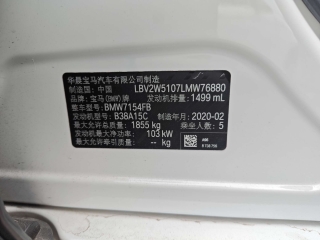 华晨宝马汽车有限公司制造
制造国：中国 LBV2W5107LMW76880
品牌：宝马(BMW)牌 发动机排量：1499 mL
整车型号：BMW7154FB
发动机型号：B38A15C 制造年月：2020-02
最大允许总质量：1855 kg 乘坐人数：5
发动机最大净功率：103 kW
最大允许牵引质量：-- kg